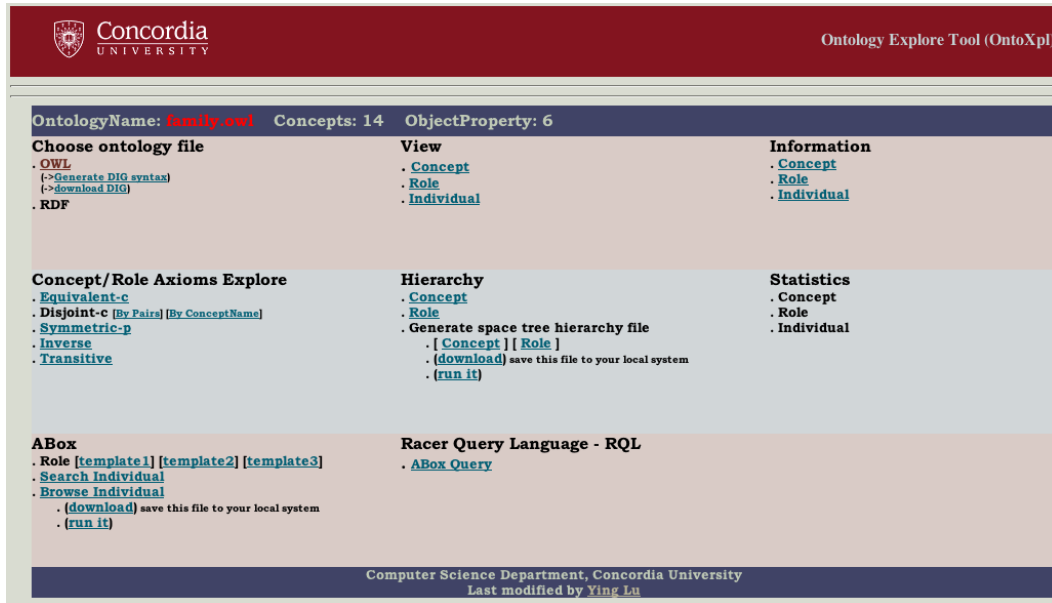 Concordia
UNIVERSITY
Ontology Explore Tool (OntoXpl)
OntologyName: family.owl Concepts: 14 ObjectProperty: 6
Choose ontology file
. OWL
(->Generate DIG syntax)
(->download DIG)
. RDF
View
. Concept
. Role
. Individual
Information
. Concept
. Role
. Individual
Concept/Role Axioms Explore
. Equivalent-c
. Disjoint-c [By Pairs] [By ConceptName]
. Symmetric-p
. Inverse
. Transitive
Hierarchy
. Concept
. Role
. Generate space tree hierarchy file
. [ Concept ] [ Role ]
. (download) save this file to your local system
. (run it)
Statistics
. Concept
. Role
. Individual
ABox
. Role [template1] [template2] [template3]
. Search Individual
. Browse Individual
. (download) save this file to your local system
. (run it)
Racer Query Language - RQL
. ABox Query
Computer Science Department, Concordia University
Last modified by Ying Lu